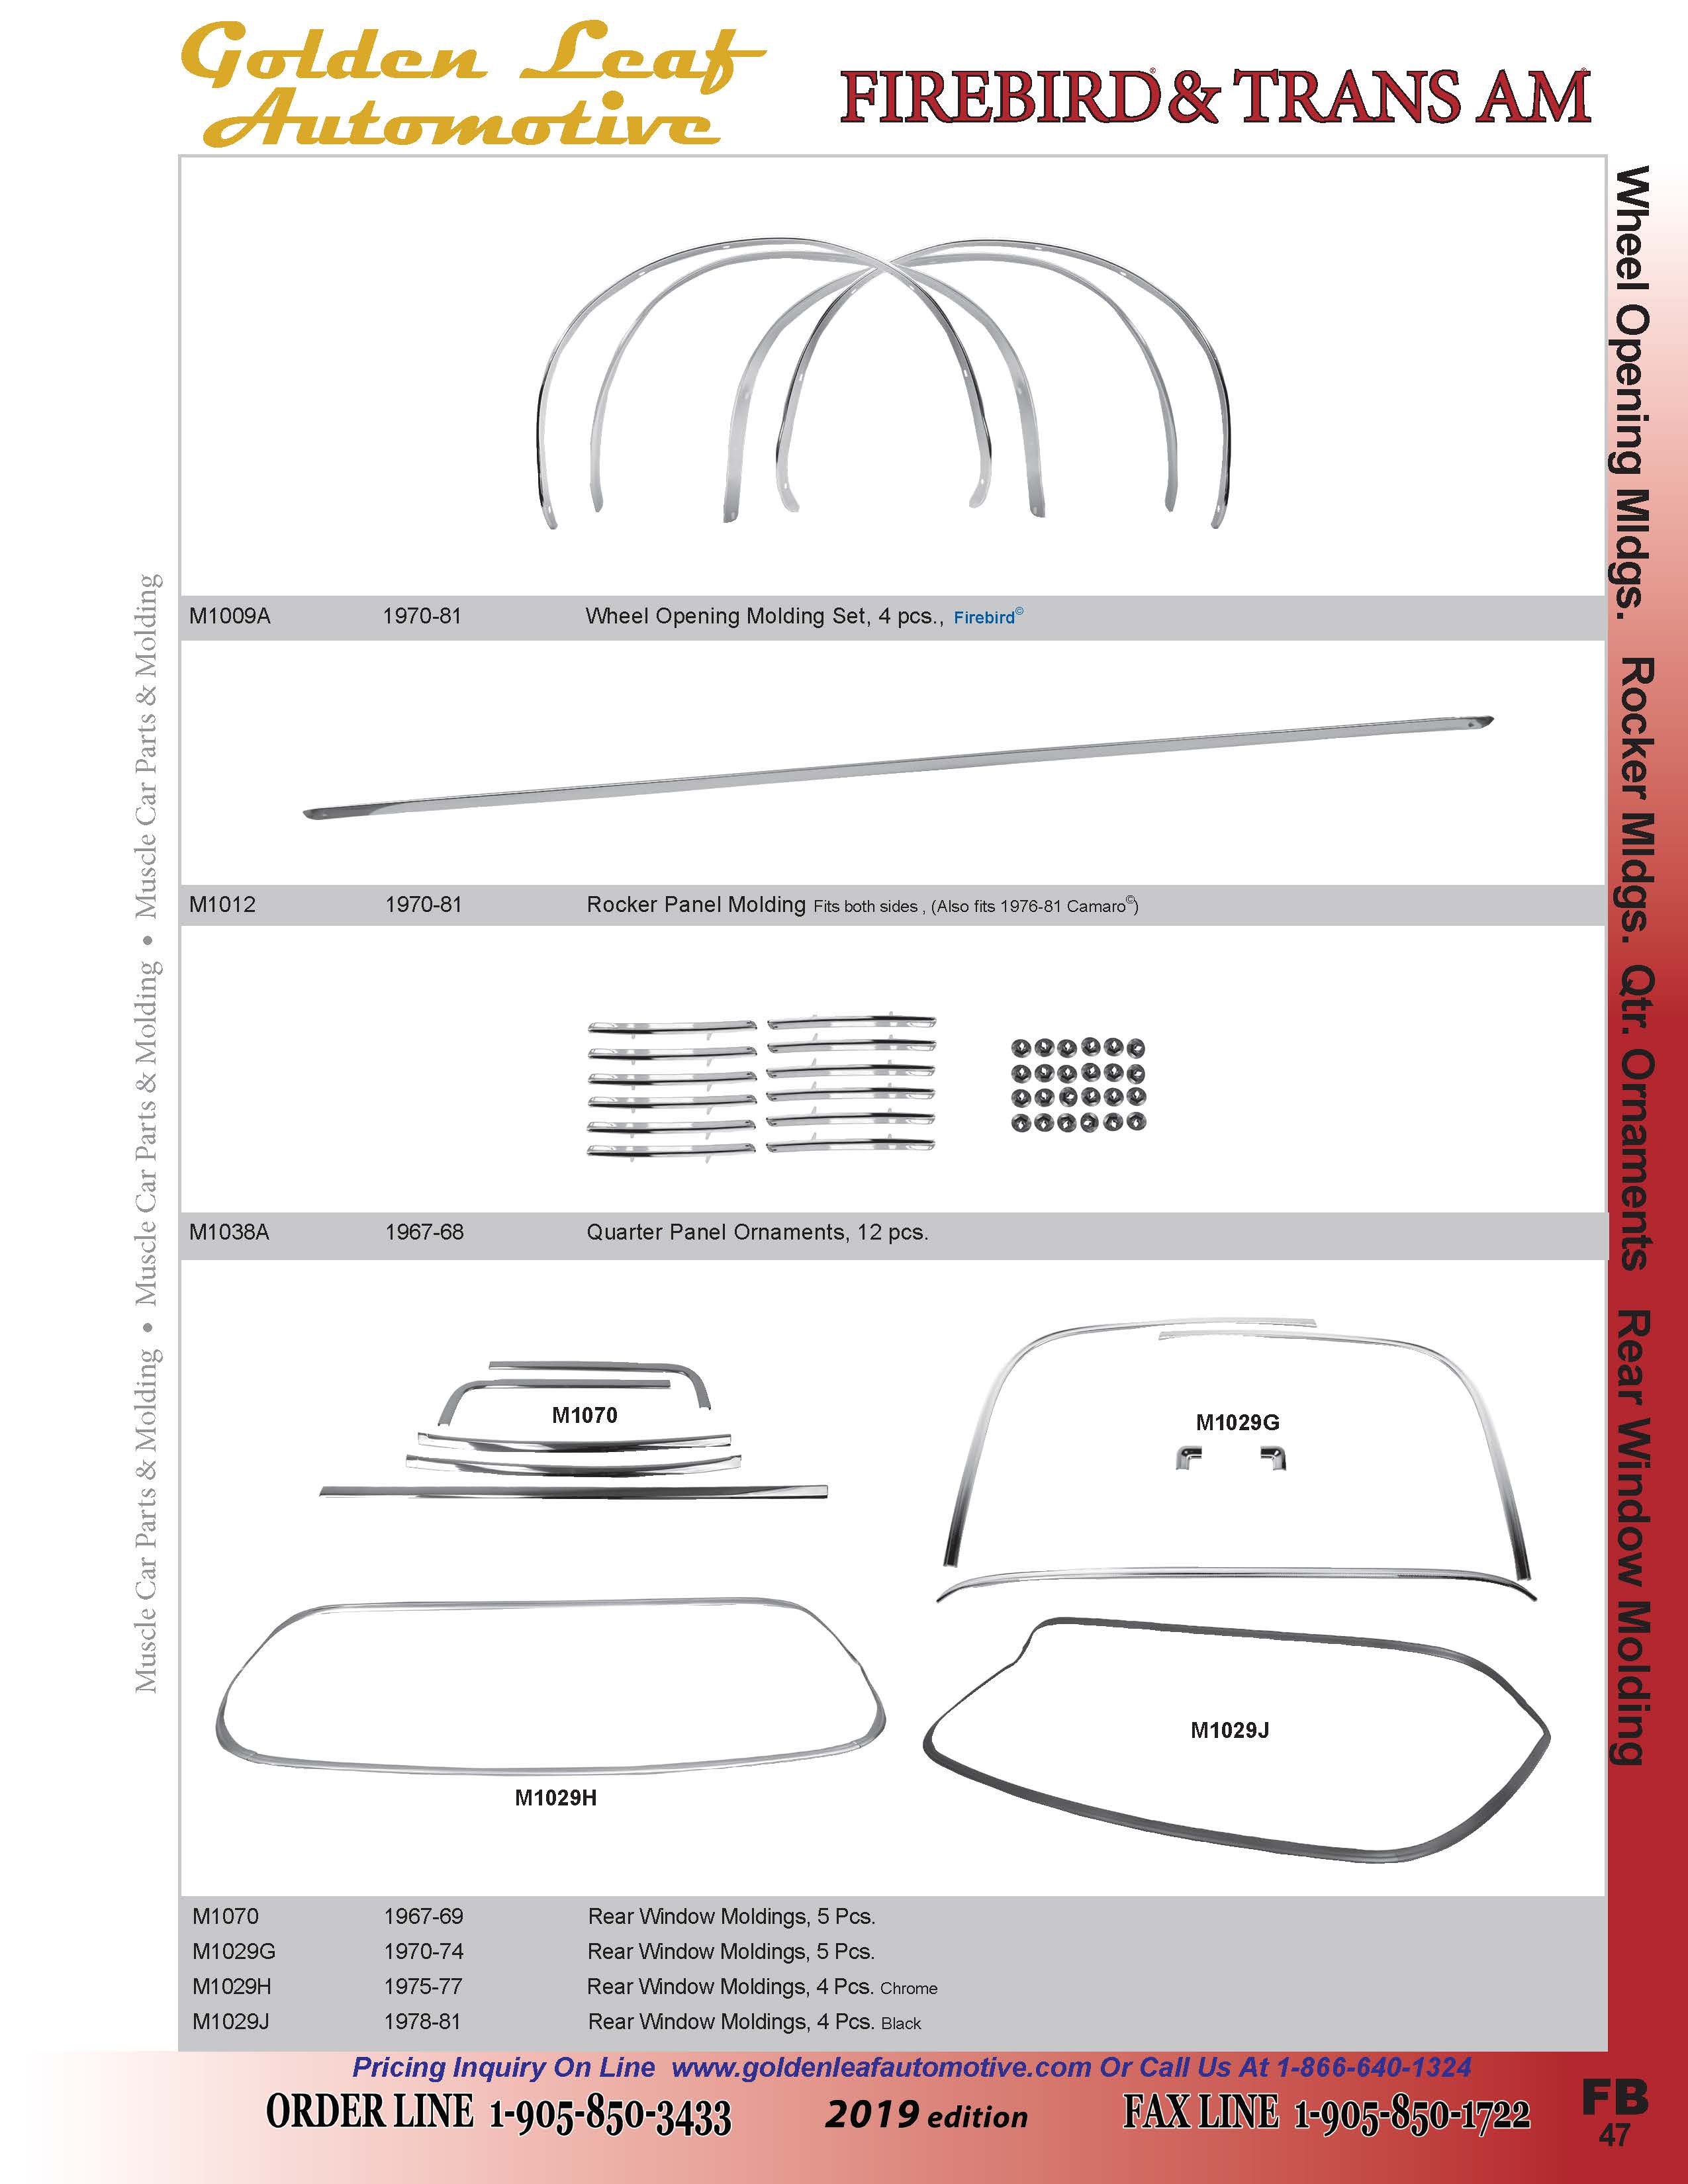 Golden Leaf
Automotive
FIREBIRD® & TRANS AM®
M1009A 1970-81 Wheel Opening Molding Set, 4 pcs., Firebird©
M1012 1970-81 Rocker Panel Molding Fits both sides , (Also fits 1976-81 Camaro©)
M1038A 1967-68 Quarter Panel Ornaments, 12 pcs.
M1070
M1029G
M1029H
M1029J
M1070 1967-69 Rear Window Moldings, 5 Pcs.
M1029G 1970-74 Rear Window Moldings, 5 Pcs.
M1029H 1975-77 Rear Window Moldings, 4 Pcs. Chrome
M1029J 1978-81 Rear Window Moldings, 4 Pcs. Black
Muscle Car Parts & Molding • Muscle Car Parts & Molding • Muscle Car Parts & Molding
Wheel Opening Mldgs. Rocker Mldgs. Qtr. Ornaments Rear Window Molding
Pricing Inquiry On Line www.goldenleafautomotive.com Or Call Us At 1-866-640-1324
ORDER LINE 1-905-850-3433 2019 edition FAX LINE 1-905-850-1722
FB
47